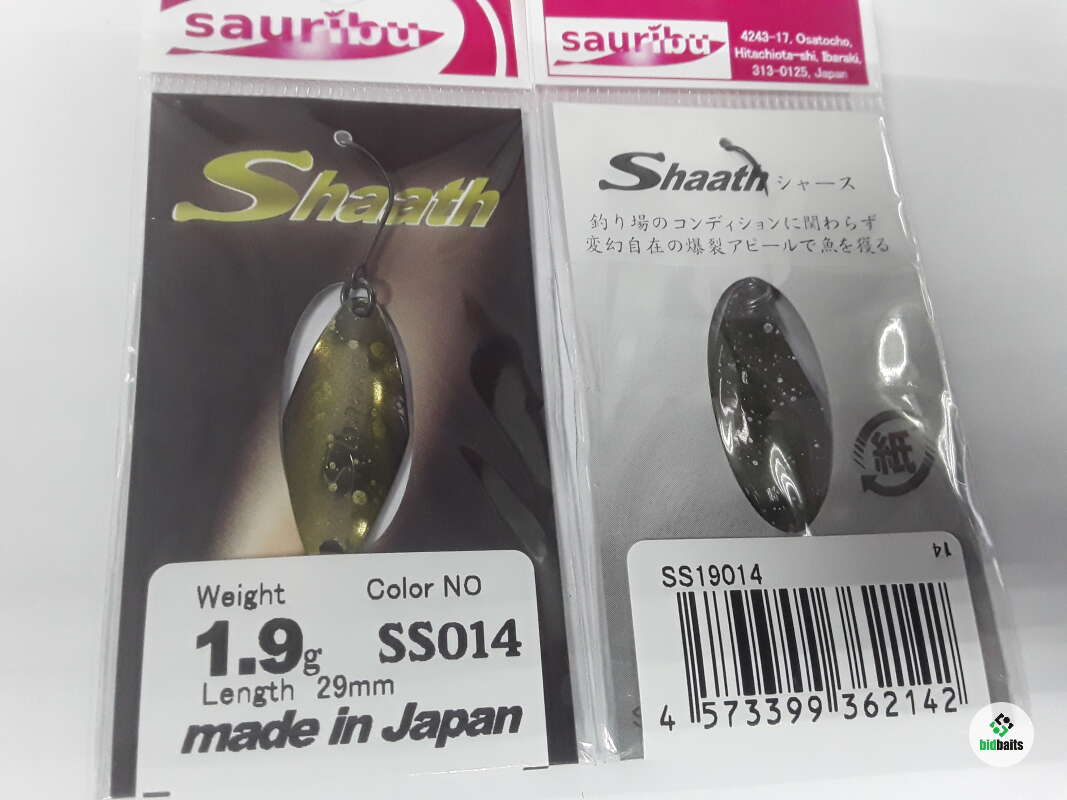 sauribu
Shaath
Weight Color NO
1.9g SS014
Length 29mm
made in Japan
sauribu
4243-17, Osatocho,
Hitachiota-shi, Ibaraki,
313-0125, Japan
Shaath シャース
釣り場のコンディションに関わらず
変幻自在の爆裂アピールで魚を獲る
紙
14
SS19014
4 573399 362142
bidbaits